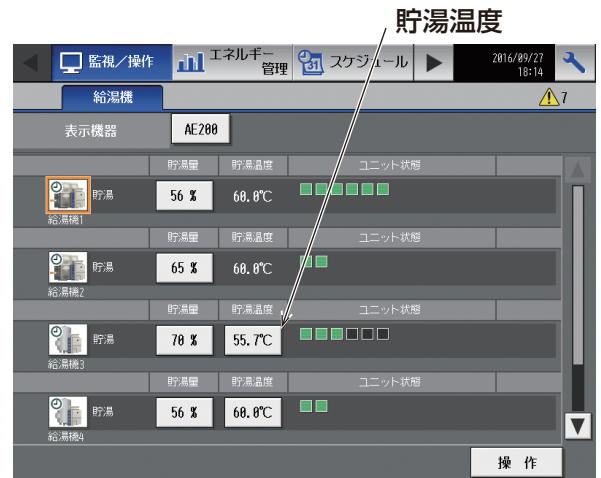 貯湯温度
監視／操作
エネルギー
管理
スケジュール
2016/09/27
18:14
給湯機
7
表示機器
AE200
貯湯量 貯湯温度 ユニット状態
貯湯 56 % 60.0℃
給湯機1
貯湯量 貯湯温度 ユニット状態
貯湯 65 % 60.0℃
給湯機2
貯湯量 貯湯温度 ユニット状態
貯湯 70 % 55.7℃
給湯機3
貯湯量 貯湯温度 ユニット状態
貯湯 56 % 60.0℃
給湯機4
操 作